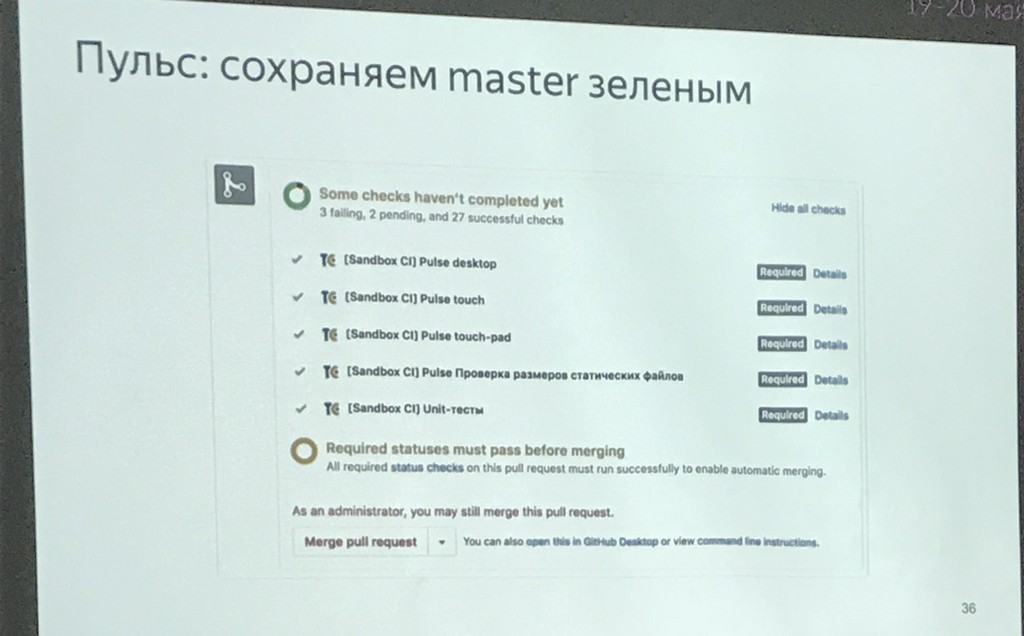 19-20 мая
Пульс: сохраняем master зеленым
Some checks haven't completed yet
Hide all checks
3 failing, 2 pending, and 27 successful checks
TC [Sandbox CI] Pulse desktop
Required Details
TC [Sandbox CI] Pulse touch
Required Details
TC [Sandbox CI] Pulse touch-pad
Required Details
TC [Sandbox CI] Pulse Проверка размеров статических файлов
Required Details
TC [Sandbox CI] Unit-тесты
Required Details
Required statuses must pass before merging
All required status checks on this pull request must run successfully to enable automatic merging.
As an administrator, you may still merge this pull request.
Merge pull request You can also open this in GitHub Desktop or view command line instructions.
36